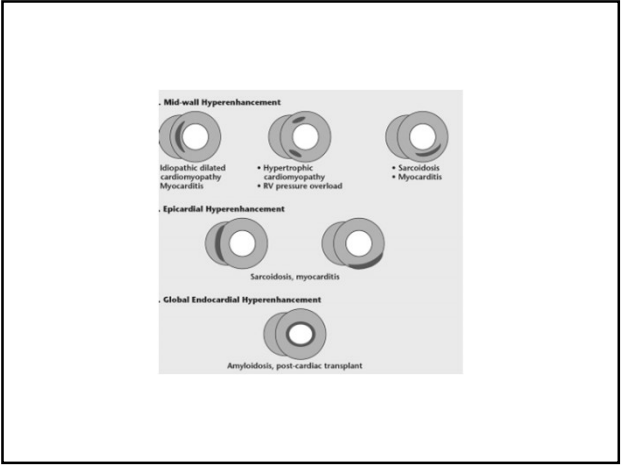 . Mid-wall Hyperenhancement
Idiopathic dilated
cardiomyopathy
Myocarditis
• Hypertrophic
cardiomyopathy
• RV pressure overload
• Sarcoidosis
• Myocarditis
. Epicardial Hyperenhancement
Sarcoidosis, myocarditis
. Global Endocardial Hyperenhancement
Amyloidosis, post-cardiac transplant